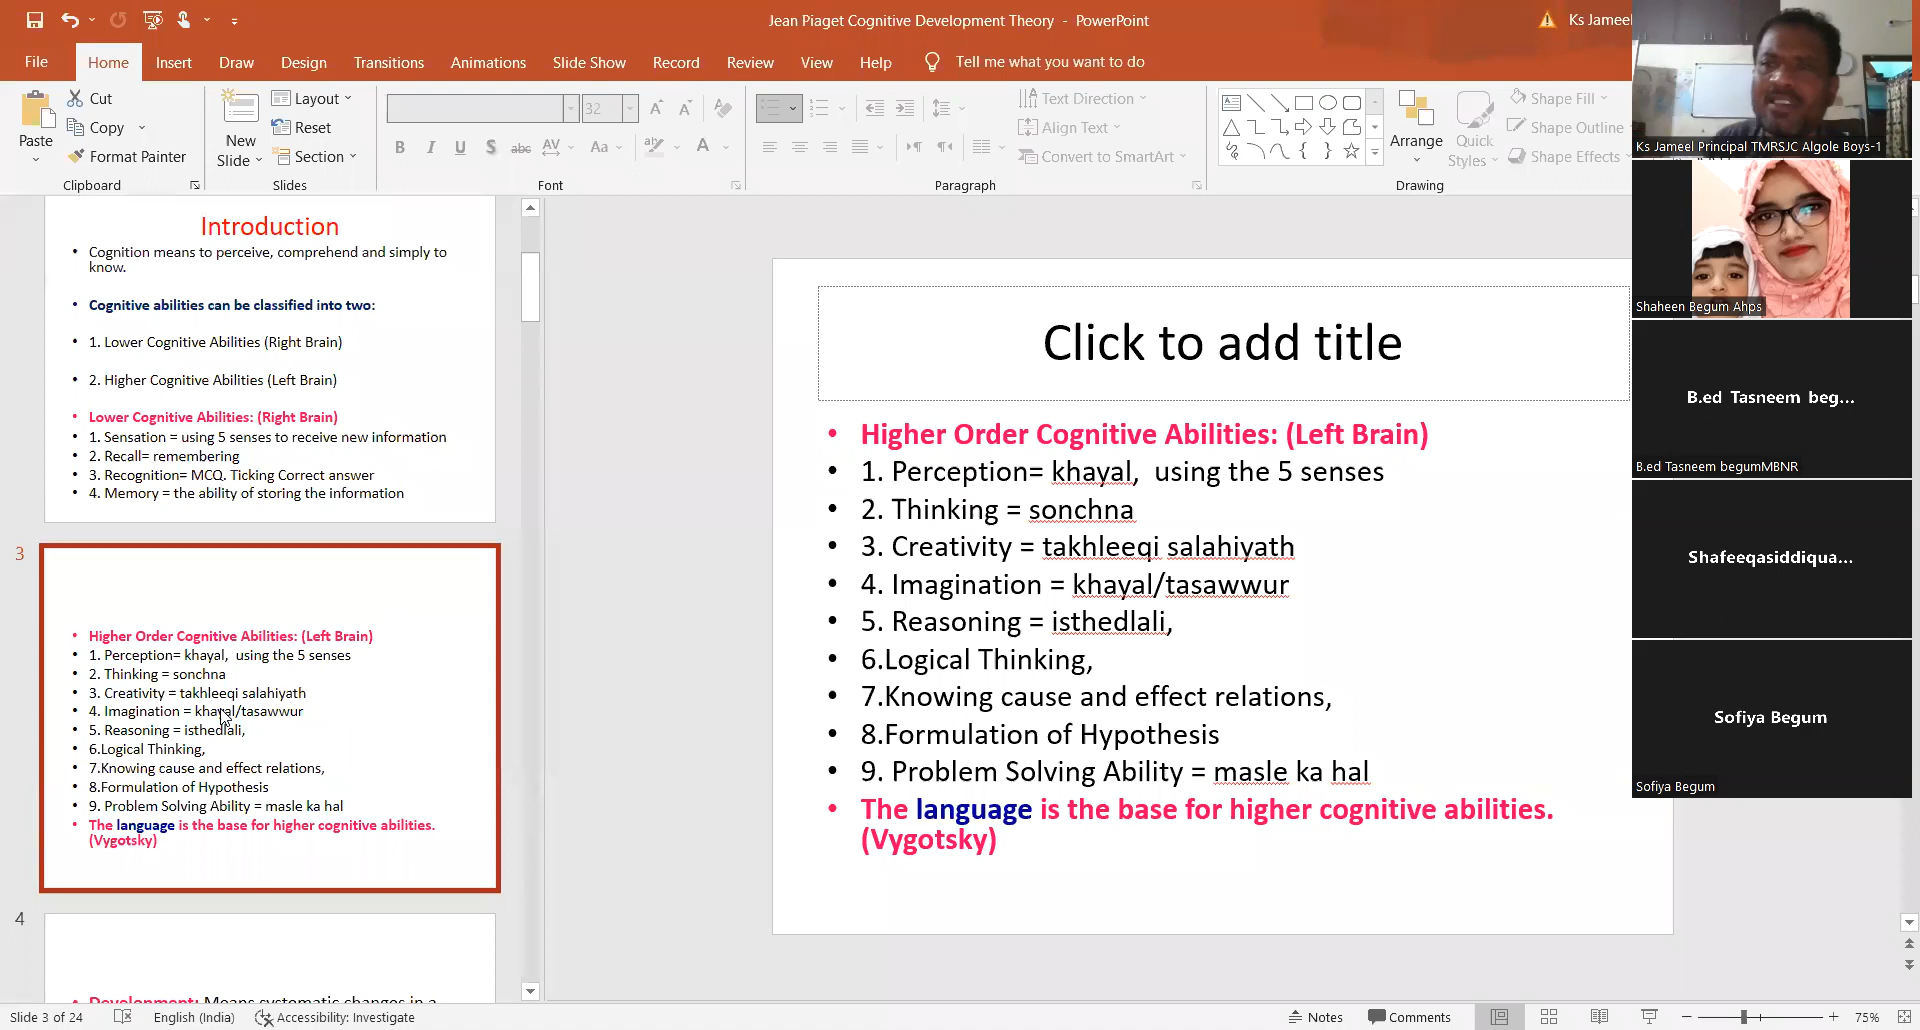 Jean Piaget Cognitive Development Theory - PowerPoint
Ks Jameel
File Home Insert Draw Design Transitions Animations Slide Show Record Review View Help Tell me what you want to do
Paste
Cut
Copy
Format Painter
Clipboard
New
Slide
Layout
Reset
Section
Slides
32
B I U S abc AV Aa A
Font
Paragraph
Text Direction
Align Text
Convert to SmartArt
Arrange
Quick
Styles
Shape Fill
Shape Outline
Shape Effects
Drawing
Introduction
• Cognition means to perceive, comprehend and simply to
know.
• Cognitive abilities can be classified into two:
• 1. Lower Cognitive Abilities (Right Brain)
• 2. Higher Cognitive Abilities (Left Brain)
• Lower Cognitive Abilities: (Right Brain)
• 1. Sensation = using 5 senses to receive new information
• 2. Recall= remembering
• 3. Recognition= MCQ. Ticking Correct answer
• 4. Memory = the ability of storing the information
3
• Higher Order Cognitive Abilities: (Left Brain)
• 1. Perception= khayal, using the 5 senses
• 2. Thinking = sonchna
• 3. Creativity = takhleeqi salahiyath
• 4. Imagination = khayal/tasawwur
• 5. Reasoning = isthedlali,
• 6.Logical Thinking,
• 7.Knowing cause and effect relations,
• 8.Formulation of Hypothesis
• 9. Problem Solving Ability = masle ka hal
• The language is the base for higher cognitive abilities.
(Vygotsky)
4
• Development: Means systematic changes in a
Click to add title
• Higher Order Cognitive Abilities: (Left Brain)
• 1. Perception= khayal, using the 5 senses
• 2. Thinking = sonchna
• 3. Creativity = takhleeqi salahiyath
• 4. Imagination = khayal/tasawwur
• 5. Reasoning = isthedlali,
• 6.Logical Thinking,
• 7.Knowing cause and effect relations,
• 8.Formulation of Hypothesis
• 9. Problem Solving Ability = masle ka hal
• The language is the base for higher cognitive abilities.
(Vygotsky)
Ks Jameel Principal TMRSJC Algole Boys-1
Shaheen Begum Ahps
B.ed Tasneem beg...
B.ed Tasneem begumMBNR
Shafeeqasiddiqua...
Sofiya Begum
Sofiya Begum
Slide 3 of 24
English (India)
Accessibility: Investigate
Notes
Comments
75%